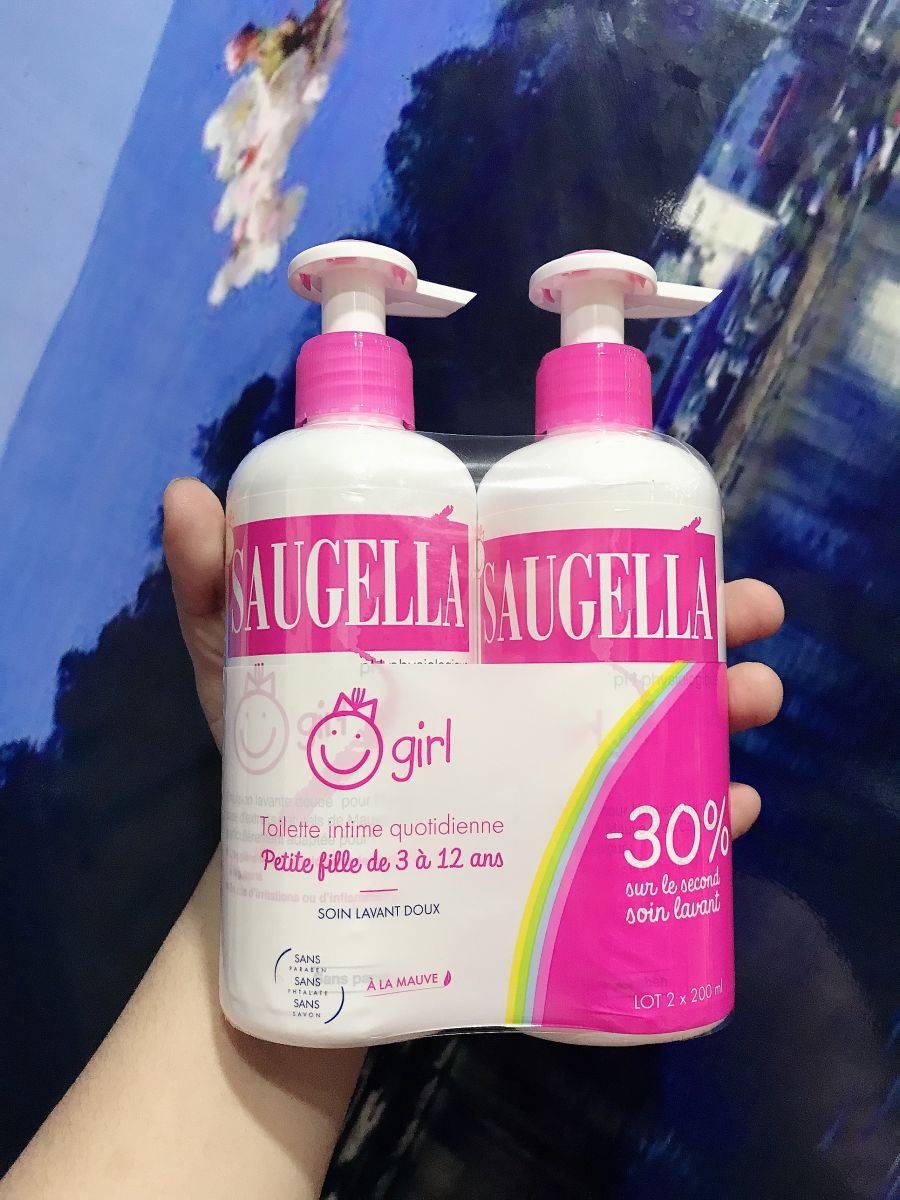 SAUGELLA
SAUGELLA
girl
Toilette intime quotidienne
Petite fille de 3 à 12 ans
SOIN LAVANT DOUX
SANS
PARABEN
SANS
PHTALATE
SANS
SAVON
À LA MAUVE
-30%
sur le second
soin lavant
LOT 2 x 200 ml